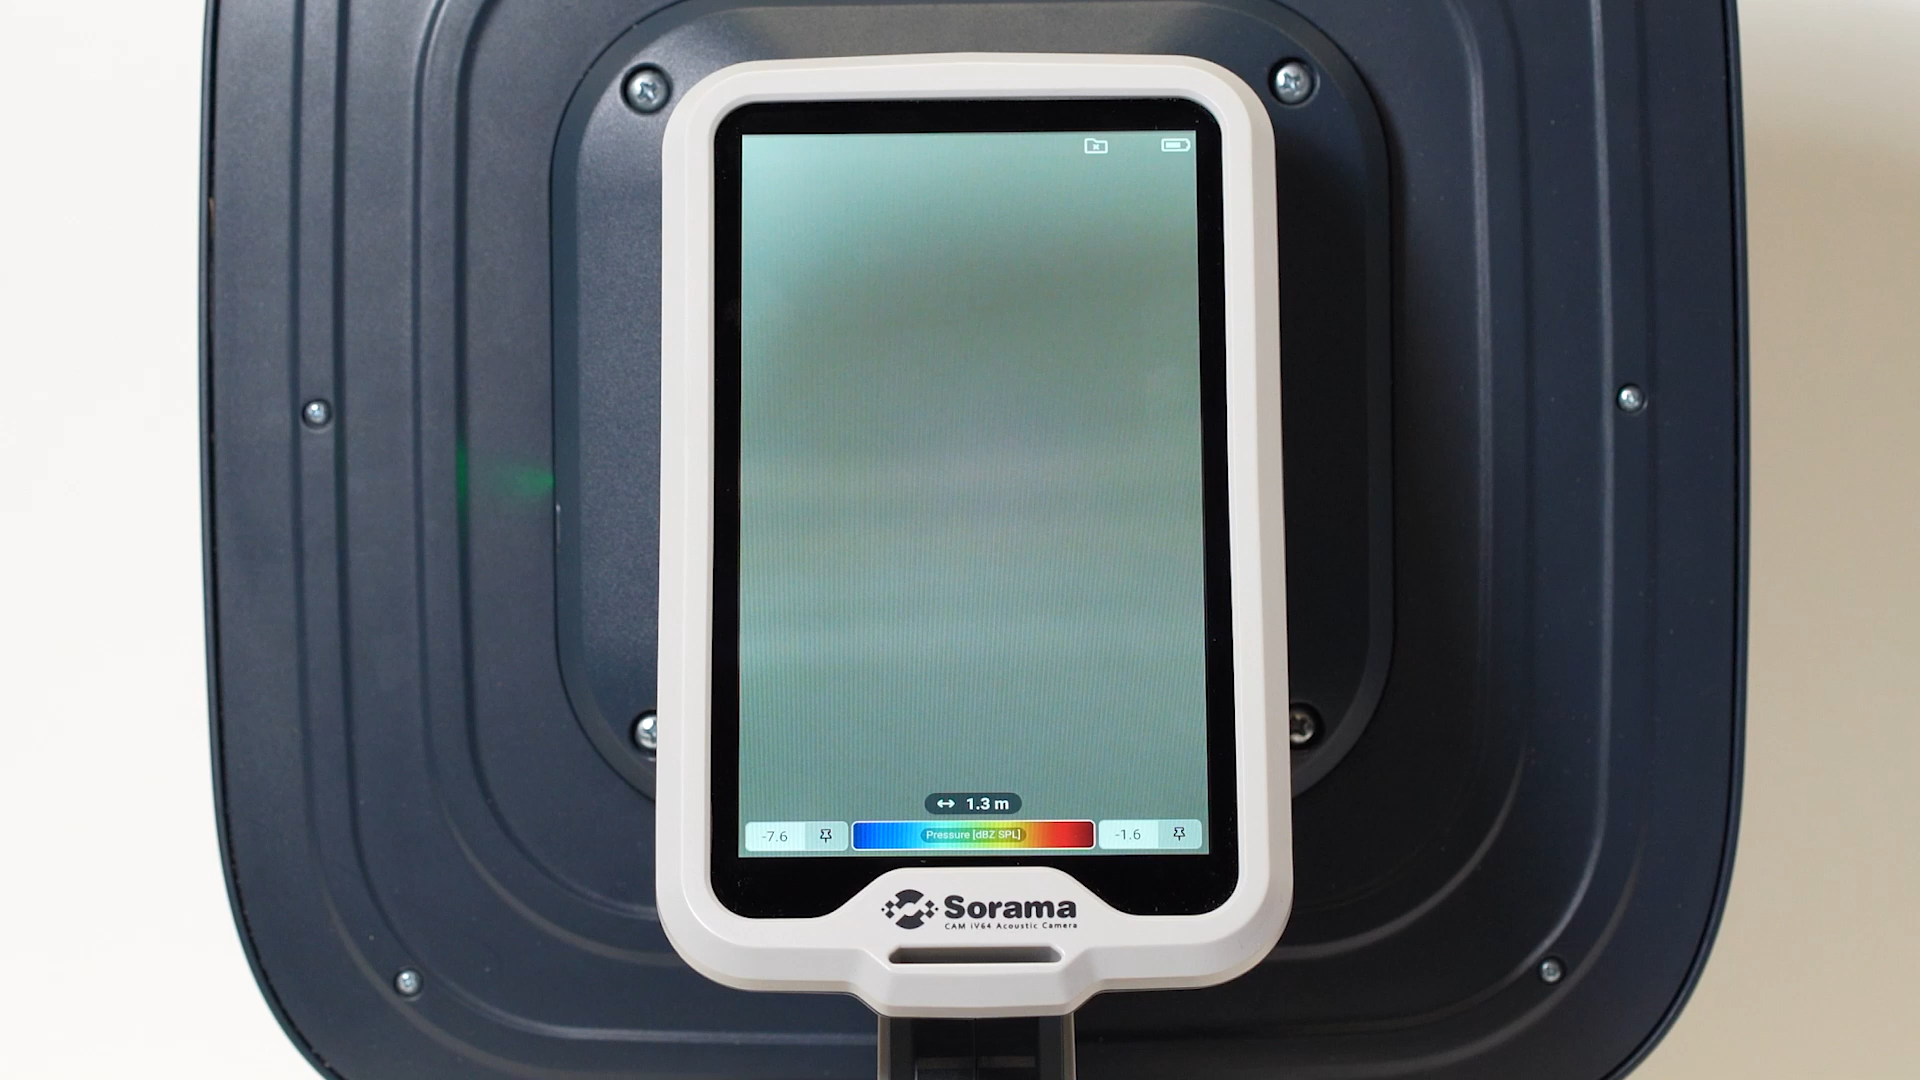 1.3 m
-7.6
Pressure [dBZ SPL]
-1.6
Sorama
CAM iV64 Acoustic Camera